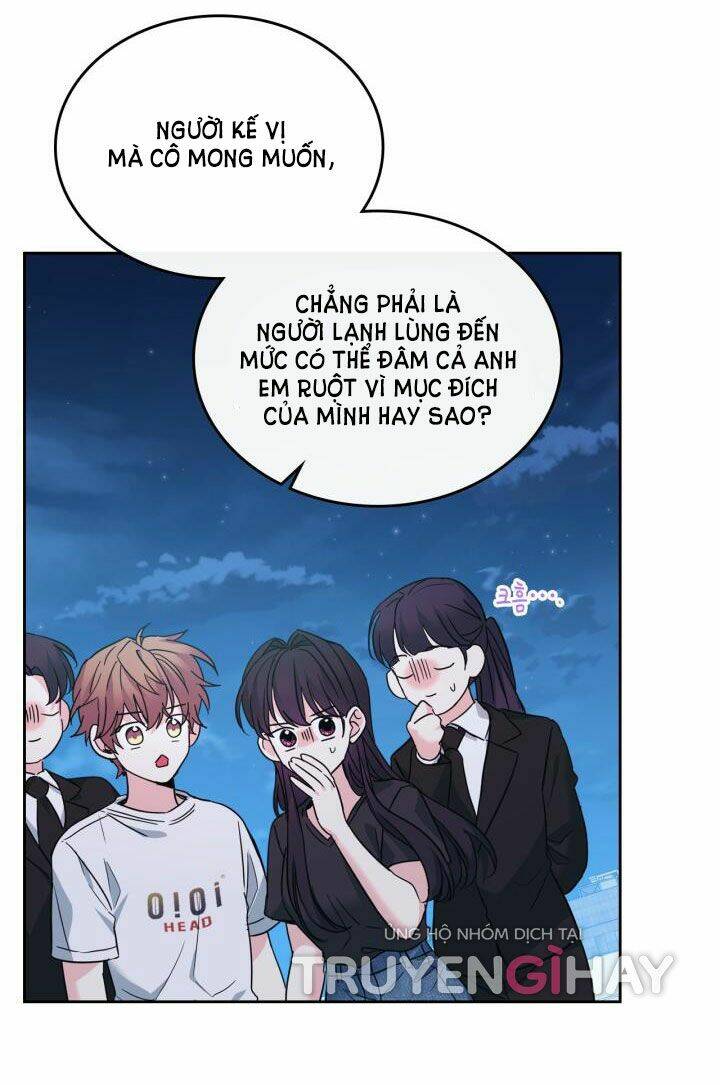 NGƯỜI KẾ VỊ
MÀ CÔ MONG MUỐN,
CHẲNG PHẢI LÀ
NGƯỜI LẠNH LÙNG ĐẾN
MỨC CÓ THỂ ĐÂM CẢ ANH
EM RUỘT VÌ MỤC ĐÍCH
CỦA MÌNH HAY SAO?
크흠····,
O!Oi
HEAD
ỦNG HỘ NHÓM DỊCH TẠI
TRUYENGIHAY